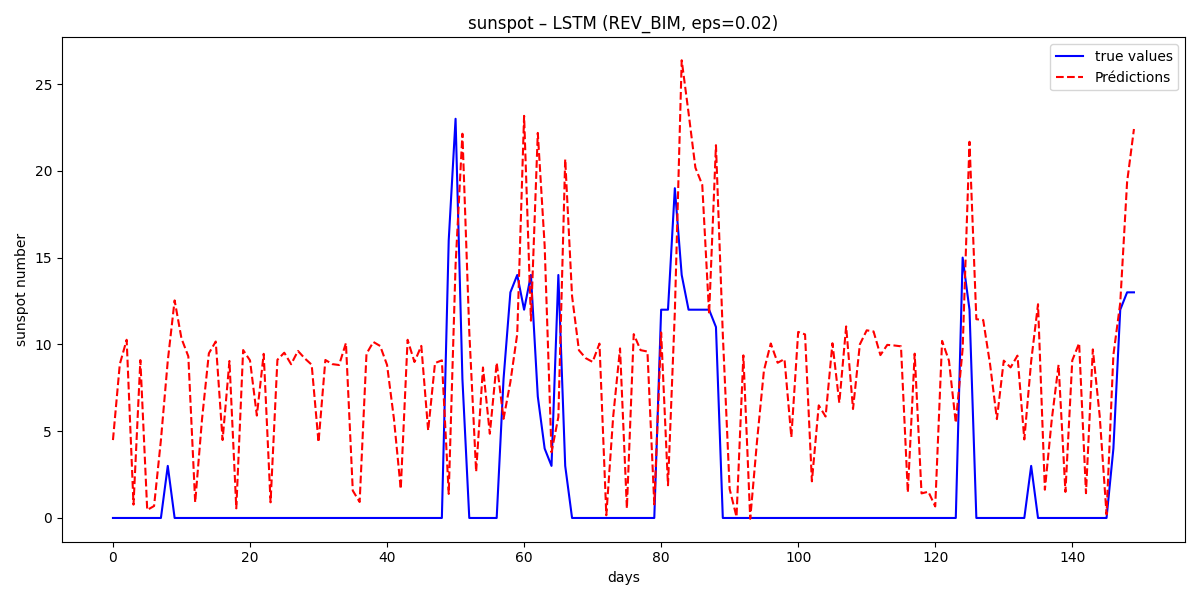 sunspot – LSTM (REV_BIM, eps=0.02)
true values
Prédictions
sunspot number
25
20
15
10
5
0
0 20 40 60 80 100 120 140
days